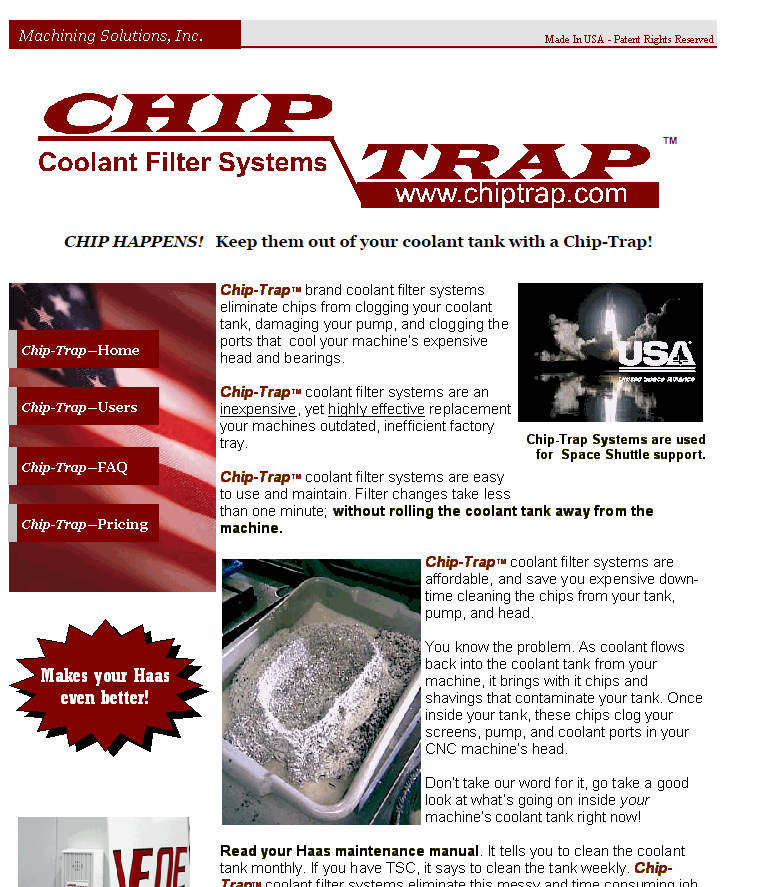 Machining Solutions, Inc.
Made In USA - Patent Rights Reserved
CHIP
Coolant Filter Systems
TRAP
TM
www.chiptrap.com
CHIP HAPPENS! Keep them out of your coolant tank with a Chip-Trap!
Chip-Trap—Home
Chip-Trap—Users
Chip-Trap—FAQ
Chip-Trap—Pricing
Makes your Haas
even better!
Chip-Trap™ brand coolant filter systems
eliminate chips from clogging your coolant
tank, damaging your pump, and clogging the
ports that cool your machine's expensive
head and bearings.
Chip-Trap™ coolant filter systems are an
inexpensive, yet highly effective replacement
your machines outdated, inefficient factory
tray.
Chip-Trap™ coolant filter systems are easy
to use and maintain. Filter changes take less
than one minute; without rolling the coolant tank away from the
machine.
USA
United Space Alliance
Chip-Trap Systems are used
for Space Shuttle support.
Chip-Trap™ coolant filter systems are
affordable, and save you expensive down-
time cleaning the chips from your tank,
pump, and head.
You know the problem. As coolant flows
back into the coolant tank from your
machine, it brings with it chips and
shavings that contaminate your tank. Once
inside your tank, these chips clog your
screens, pump, and coolant ports in your
CNC machine's head.
Don't take our word for it, go take a good
look at what's going on inside your
machine's coolant tank right now!
Read your Haas maintenance manual. It tells you to clean the coolant
tank monthly. If you have TSC, it says to clean the tank weekly. Chip-
Trap™ coolant filter systems eliminate this messy and time consuming job